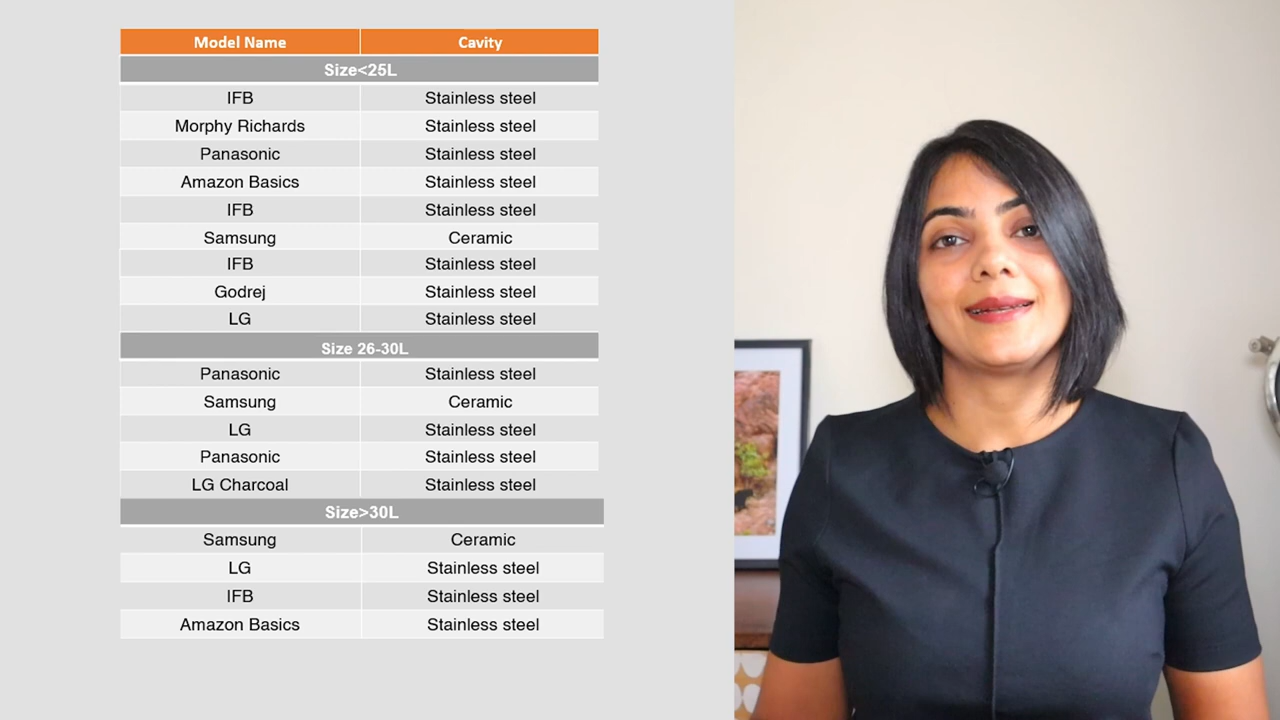 Model Name Cavity
Size<25L
IFB Stainless steel
Morphy Richards Stainless steel
Panasonic Stainless steel
Amazon Basics Stainless steel
IFB Stainless steel
Samsung Ceramic
IFB Stainless steel
Godrej Stainless steel
LG Stainless steel
Size 26-30L
Panasonic Stainless steel
Samsung Ceramic
LG Stainless steel
Panasonic Stainless steel
LG Charcoal Stainless steel
Size>30L
Samsung Ceramic
LG Stainless steel
IFB Stainless steel
Amazon Basics Stainless steel